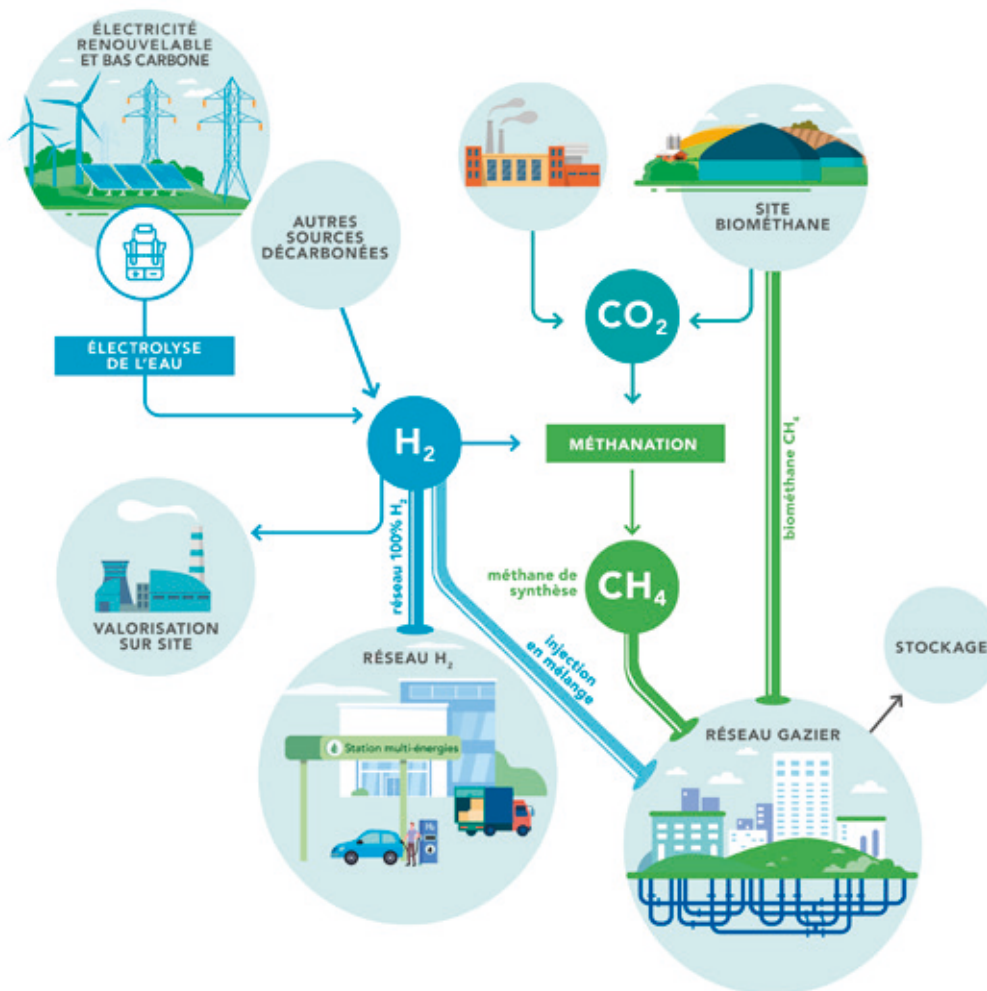 ÉLECTRICITÉ
RENOUVELABLE
ET BAS CARBONE
AUTRES
SOURCES
DÉCARBONÉES
SITE
BIOMÉTHANE
CO₂
ÉLECTROLYSE
DE L'EAU
H₂
MÉTHANATION
biométhane CH₄
réseau 100% H₂
méthane de
synthèse
CH₄
VALORISATION
SUR SITE
injection
en mélange
STOCKAGE
RÉSEAU H₂
Station multi-énergies
RÉSEAU GAZIER